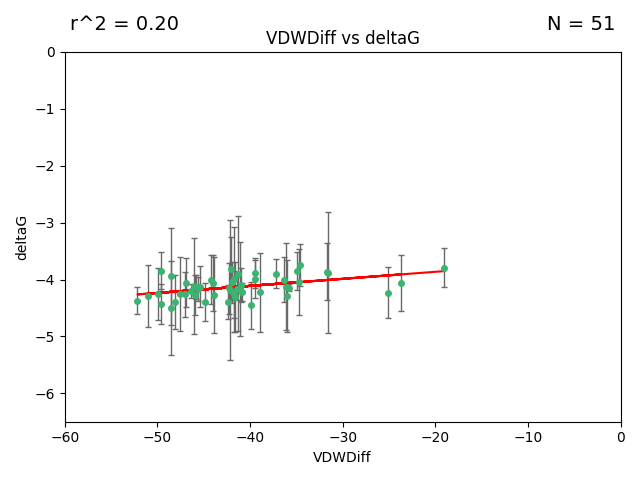 r^2 = 0.20
N = 51
VDWDiff vs deltaG
0
−1
−2
−3
−4
−5
−6
deltaG
−60 −50 −40 −30 −20 −10 0
VDWDiff